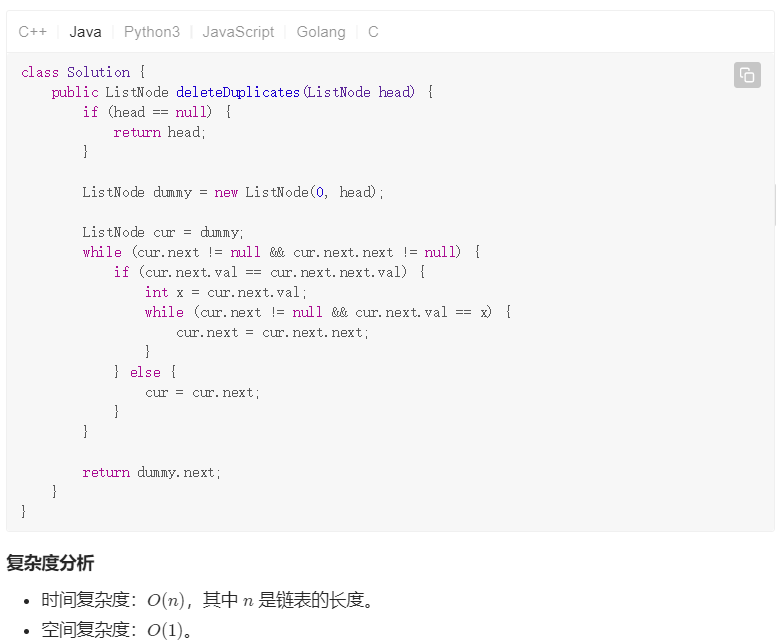 C++ Java Python3 JavaScript Golang C
class Solution {
    public ListNode deleteDuplicates(ListNode head) {
        if (head == null) {
            return head;
        }
        ListNode dummy = new ListNode(0, head);
        ListNode cur = dummy;
        while (cur.next != null && cur.next.next != null) {
            if (cur.next.val == cur.next.next.val) {
                int x = cur.next.val;
                while (cur.next != null && cur.next.val == x) {
                    cur.next = cur.next.next;
                }
            } else {
                cur = cur.next;
            }
        }
        return dummy.next;
    }
}
复杂度分析
• 时间复杂度：O(n)，其中 n 是链表的长度。
• 空间复杂度：O(1)。